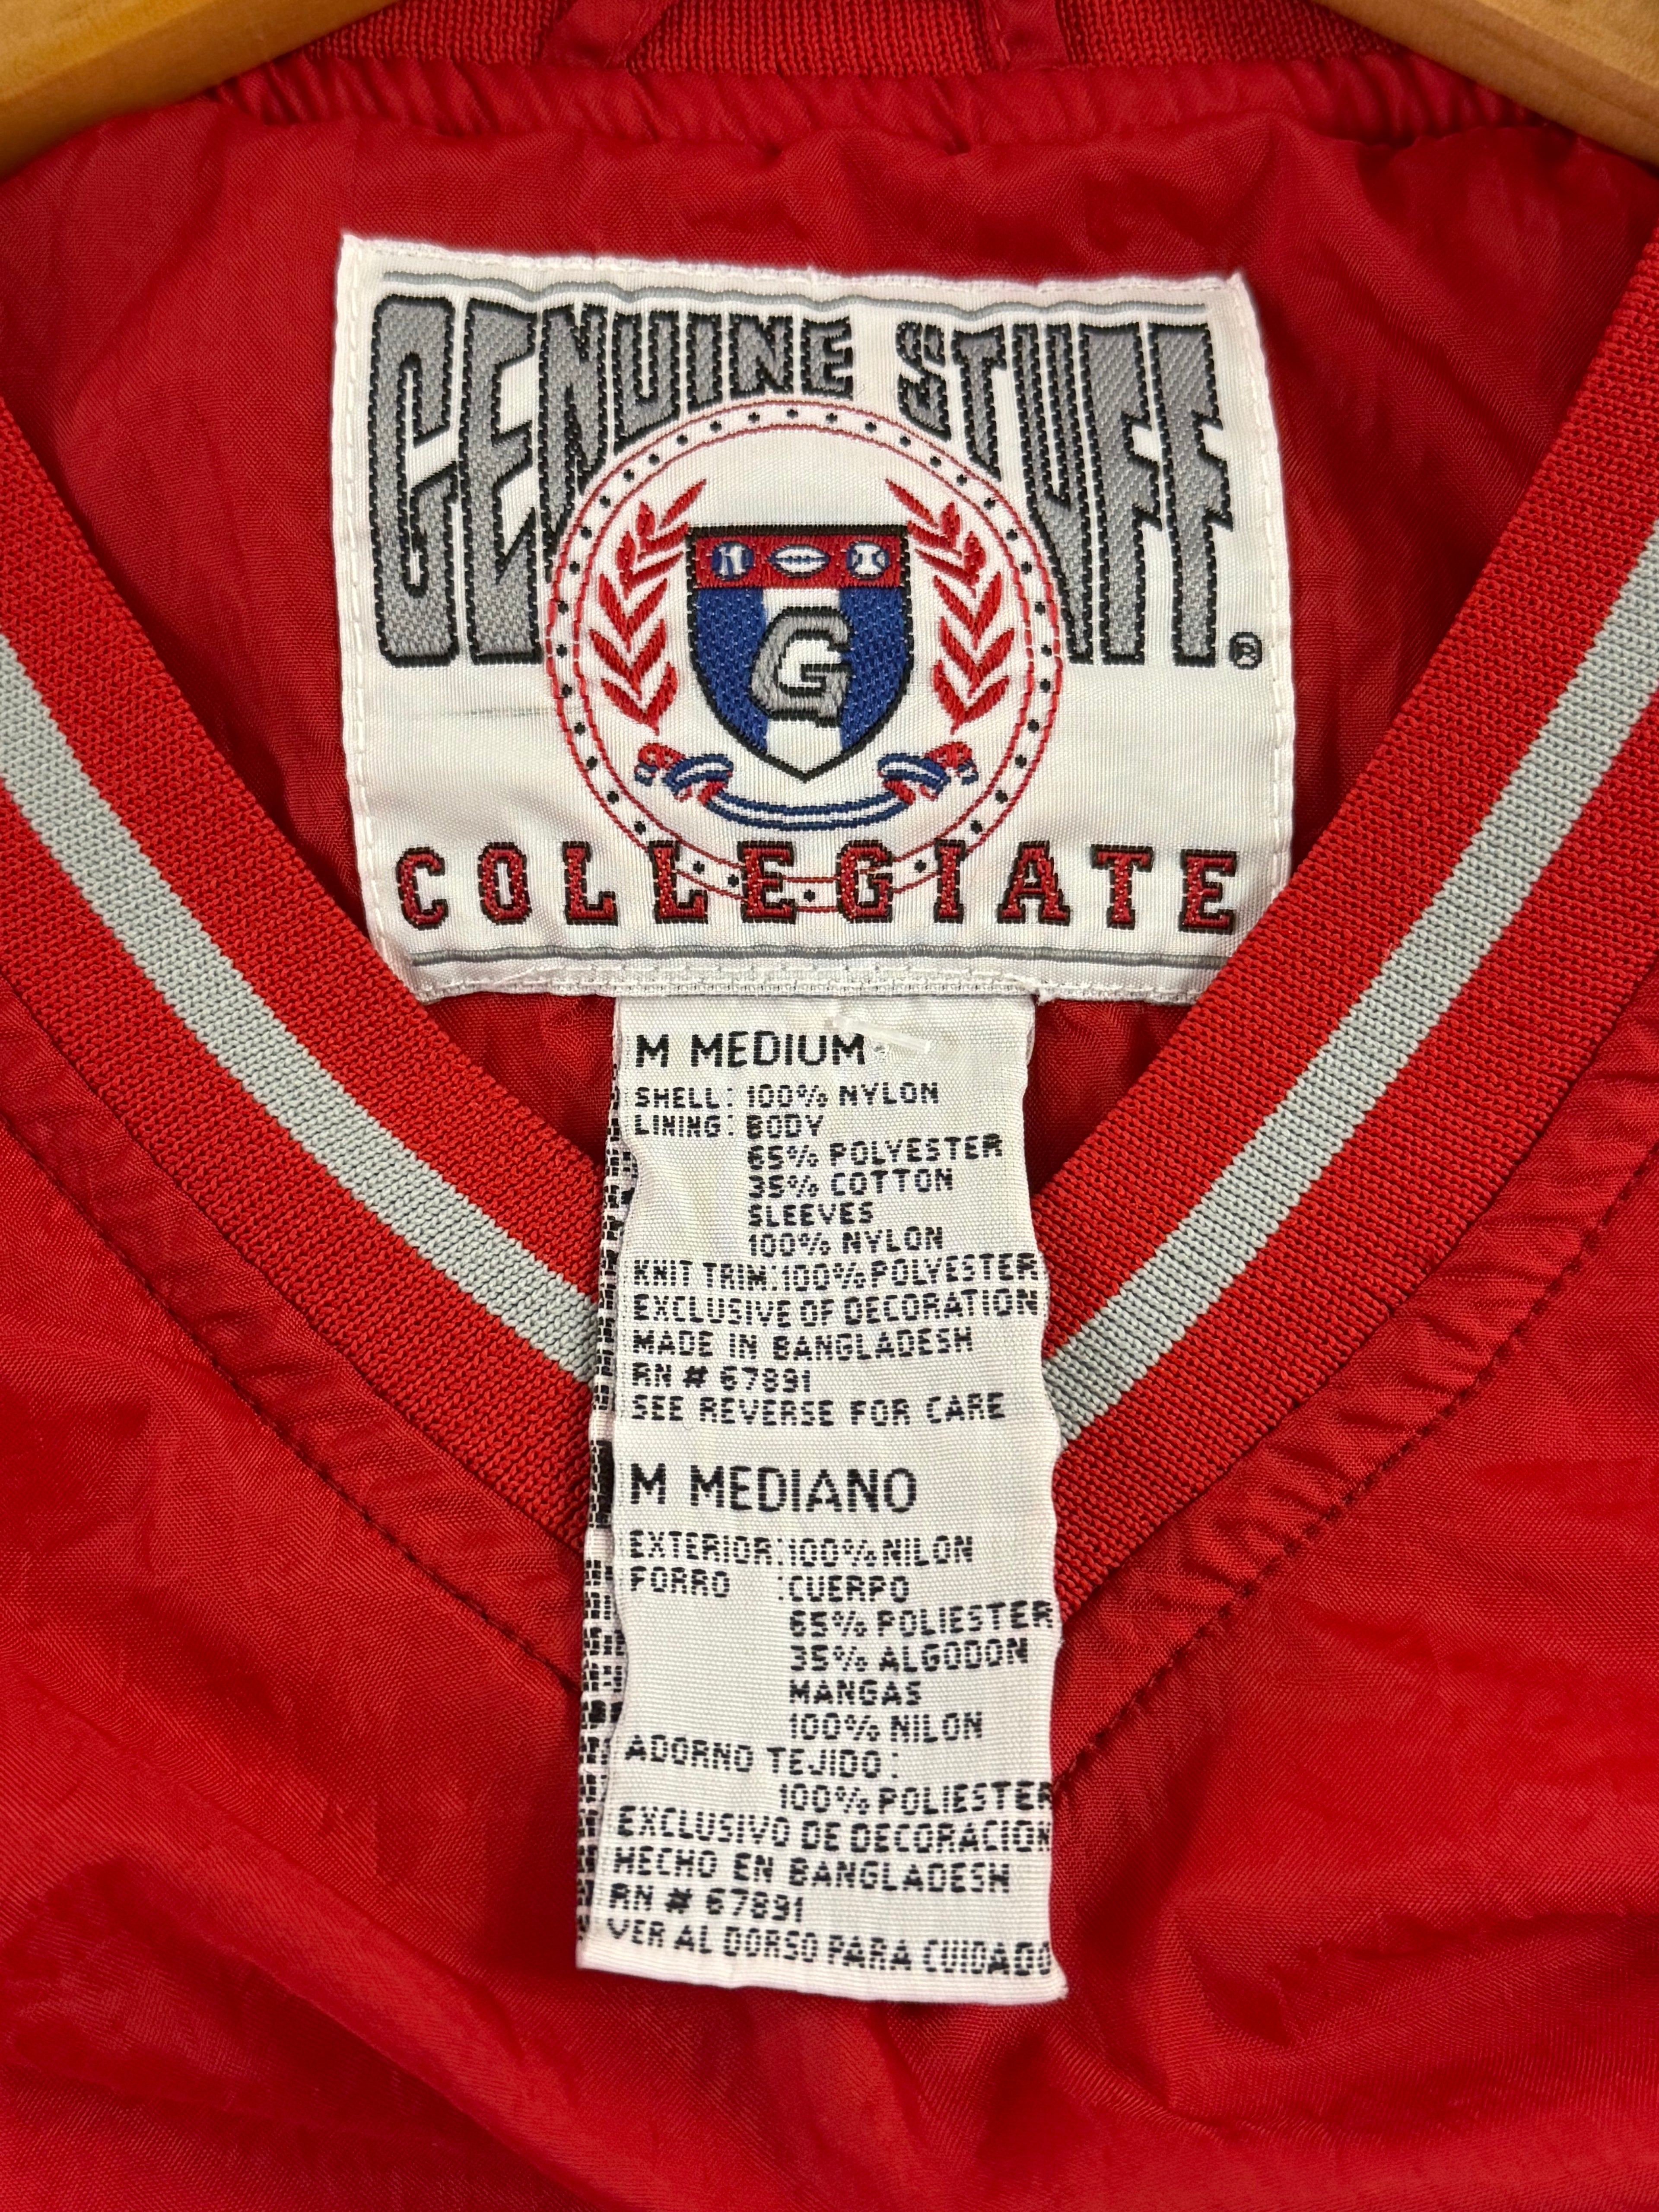 GENUINE STUFF®
G
COLLEGIATE
M MEDIUM
SHELL: 100% NYLON
LINING: BODY
65% POLYESTER
35% COTTON
SLEEVES
100% NYLON
KNIT TRIM:100% POLYESTER
EXCLUSIVE OF DECORATION
MADE IN BANGLADESH
RN # 67891
SEE REVERSE FOR CARE
M MEDIANO
EXTERIOR:100% NILON
FORRO :CUERPO
65% POLIESTER
35% ALGODON
MANGAS
100% NILON
ADORNO TEJIDO:
100% POLIESTER
EXCLUSIVO DE DECORACION
HECHO EN BANGLADESH
RN # 67891
VER AL DORSO PARA CUIDADO